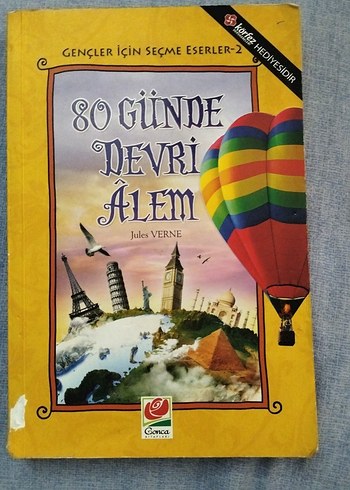 körfez
HEDİYESİDİR
GENÇLER İÇİN SEÇME ESERLER-2
80 GÜNDE
DEVRİ
ÂLEM
Jules VERNE
Gonca